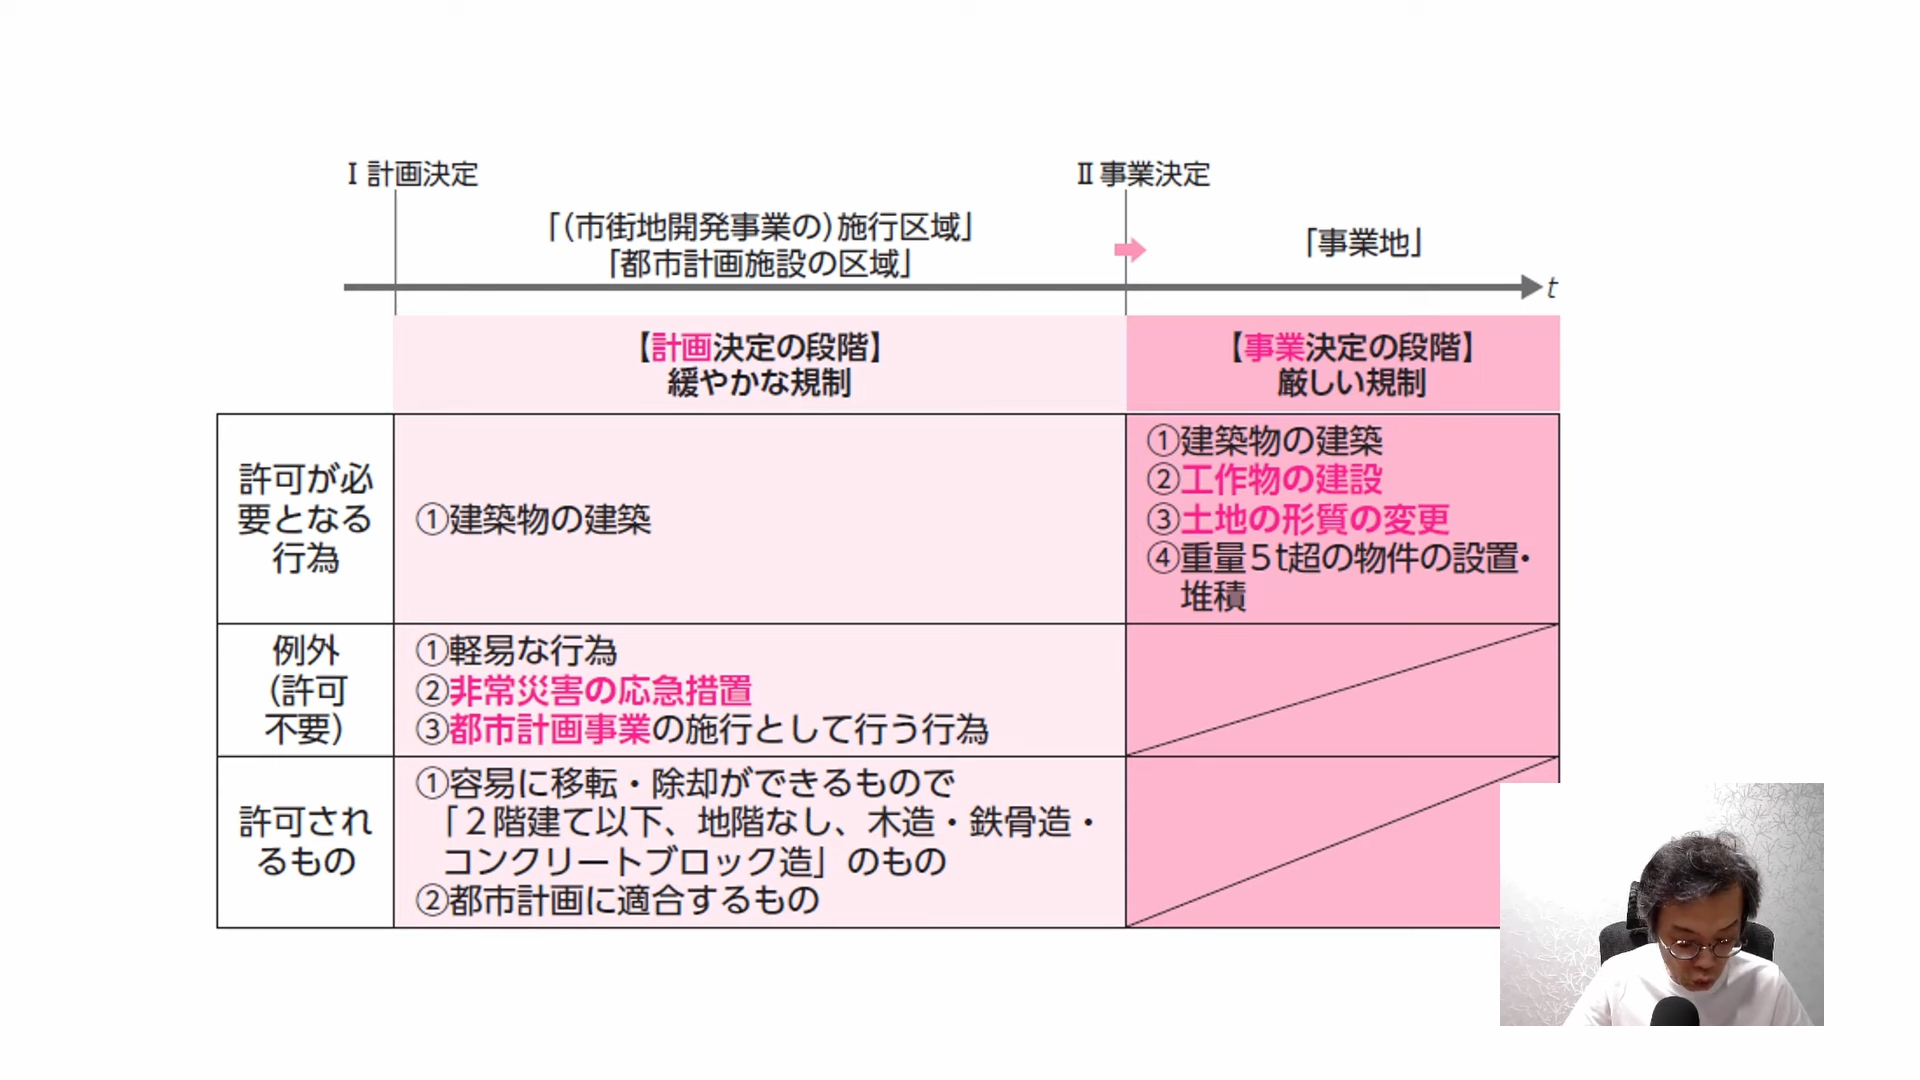 Ⅰ 計画決定
Ⅱ 事業決定
「(市街地開発事業の)施行区域」
「都市計画施設の区域」
「事業地」
t
【計画決定の段階】
緩やかな規制
【事業決定の段階】
厳しい規制
許可が必
要となる
行為
①建築物の建築
①建築物の建築
②工作物の建設
③土地の形質の変更
④重量5t超の物件の設置・
堆積
例外
(許可
不要)
①軽易な行為
②非常災害の応急措置
③都市計画事業の施行として行う行為
許可され
るもの
①容易に移転・除却ができるもので
「2階建て以下、地階なし、木造・鉄骨造・
コンクリートブロック造」のもの
②都市計画に適合するもの